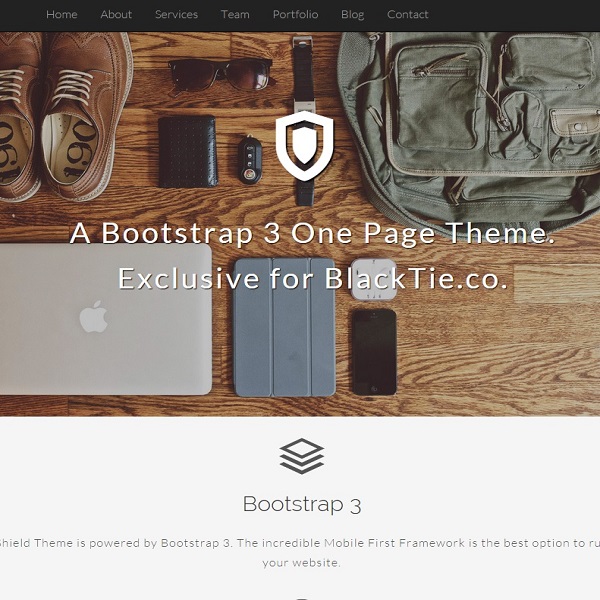 Home About Services Team Portfolio Blog Contact
061 061
A Bootstrap 3 One Page Theme.
Exclusive for BlackTie.co.
Bootstrap 3
Shield Theme is powered by Bootstrap 3. The incredible Mobile First Framework is the best option to ru
your website.